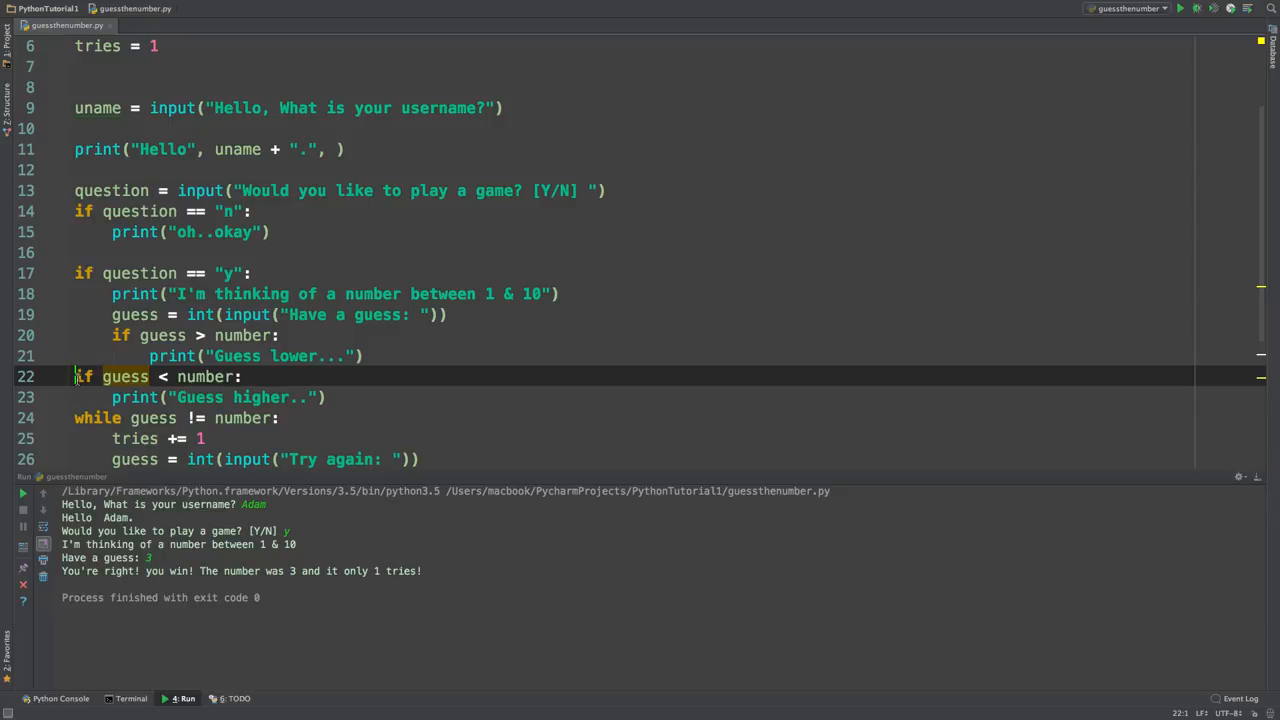 PythonTutorial1 guessthenumber.py guessthenumber
guessthenumber.py
1: Project
Z: Structure
2: Favorites
Database
6 tries = 1
7
8
9 uname = input("Hello, What is your username?")
10
11 print("Hello", uname + ".", )
12
13 question = input("Would you like to play a game? [Y/N] ")
14 if question == "n":
15 print("oh..okay")
16
17 if question == "y":
18 print("I'm thinking of a number between 1 & 10")
19 guess = int(input("Have a guess: "))
20 if guess > number:
21 print("Guess lower...")
22 if guess < number:
23 print("Guess higher..")
24 while guess != number:
25 tries += 1
26 guess = int(input("Try again: "))
Run guessthenumber
/Library/Frameworks/Python.framework/Versions/3.5/bin/python3.5 /Users/macbook/PycharmProjects/PythonTutorial1/guessthenumber.py
Hello, What is your username? Adam
Hello  Adam.
Would you like to play a game? [Y/N] y
I'm thinking of a number between 1 & 10
Have a guess: 3
You're right! you win! The number was 3 and it only 1 tries!
Process finished with exit code 0
Python Console Terminal 4: Run 6: TODO Event Log
22:1 LF÷ UTF-8÷